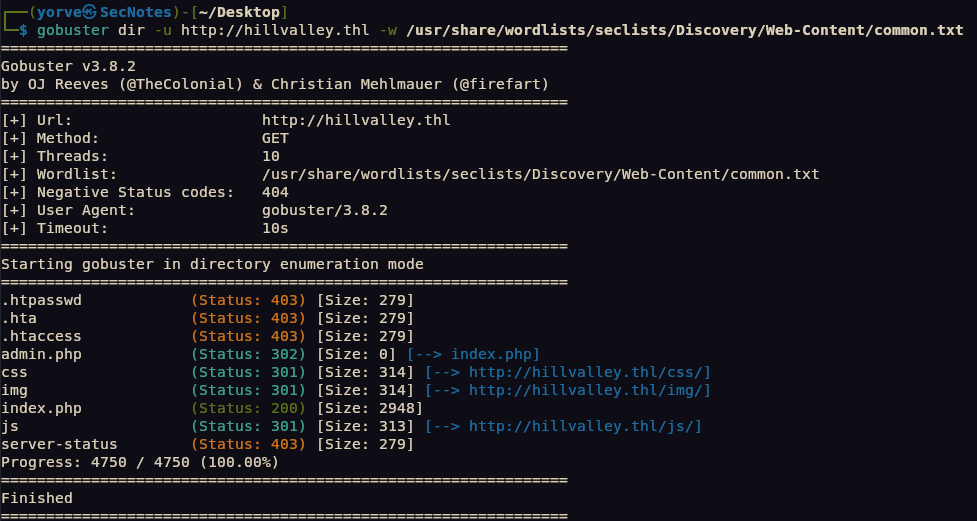 ┌──(yorve㉿SecNotes)-[~/Desktop]
└─$ gobuster dir -u http://hillvalley.thl -w /usr/share/wordlists/seclists/Discovery/Web-Content/common.txt
===============================================================
Gobuster v3.8.2
by OJ Reeves (@TheColonial) & Christian Mehlmauer (@firefart)
===============================================================
[+] Url:                     http://hillvalley.thl
[+] Method:                  GET
[+] Threads:                 10
[+] Wordlist:                /usr/share/wordlists/seclists/Discovery/Web-Content/common.txt
[+] Negative Status codes:   404
[+] User Agent:              gobuster/3.8.2
[+] Timeout:                 10s
===============================================================
Starting gobuster in directory enumeration mode
===============================================================
.htpasswd            (Status: 403) [Size: 279]
.hta                 (Status: 403) [Size: 279]
.htaccess            (Status: 403) [Size: 279]
admin.php            (Status: 302) [Size: 0] [--> index.php]
css                  (Status: 301) [Size: 314] [--> http://hillvalley.thl/css/]
img                  (Status: 301) [Size: 314] [--> http://hillvalley.thl/img/]
index.php            (Status: 200) [Size: 2948]
js                   (Status: 301) [Size: 313] [--> http://hillvalley.thl/js/]
server-status        (Status: 403) [Size: 279]
Progress: 4750 / 4750 (100.00%)
===============================================================
Finished
===============================================================